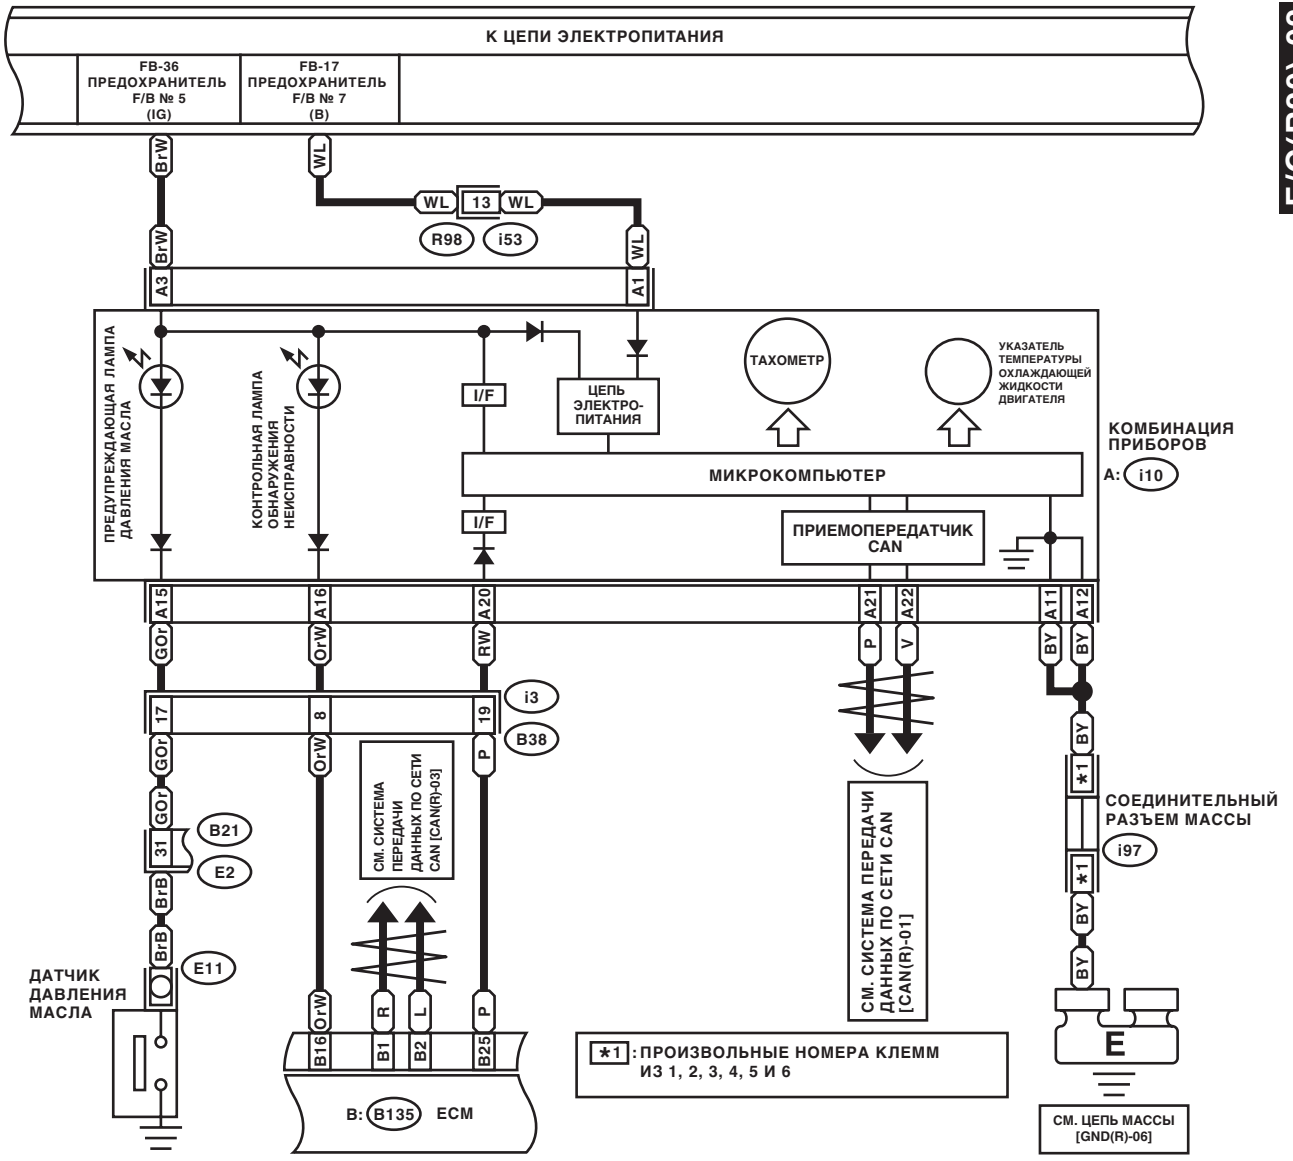 К ЦЕПИ ЭЛЕКТРОПИТАНИЯ
FB-36
ПРЕДОХРАНИТЕЛЬ
F/B № 5
(IG)
FB-17
ПРЕДОХРАНИТЕЛЬ
F/B № 7
(B)
BrW
WL
WL 13 WL
R98 i53
BrW
WL
A3
A1
ПРЕДУПРЕЖДАЮЩАЯ ЛАМПА
ДАВЛЕНИЯ МАСЛА
КОНТРОЛЬНАЯ ЛАМПА
ОБНАРУЖЕНИЯ
НЕИСПРАВНОСТИ
I/F
ЦЕПЬ
ЭЛЕКТРО-
ПИТАНИЯ
ТАХОМЕТР
УКАЗАТЕЛЬ
ТЕМПЕРАТУРЫ
ОХЛАЖДАЮЩЕЙ
ЖИДКОСТИ
ДВИГАТЕЛЯ
КОМБИНАЦИЯ
ПРИБОРОВ
A: i10
МИКРОКОМПЬЮТЕР
I/F
ПРИЕМОПЕРЕДАТЧИК
CAN
A15
A16
A20
A21
A22
A11
A12
GOr
OrW
RW
P
V
BY
BY
17
8
19
i3
B38
GOr
OrW
P
BY
*1
GOr
СМ. СИСТЕМА
ПЕРЕДАЧИ
ДАННЫХ ПО СЕТИ
CAN [CAN(R)-03]
СМ. СИСТЕМА ПЕРЕДАЧИ
ДАННЫХ ПО СЕТИ CAN
[CAN(R)-01]
СОЕДИНИТЕЛЬНЫЙ
РАЗЪЕМ МАССЫ
i97
31
B21
E2
*1
BrB
BY
BrB
BY
E11
ДАТЧИК
ДАВЛЕНИЯ
МАСЛА
OrW
R
L
P
B16
B1
B2
B25
B: B135 ECM
*1 : ПРОИЗВОЛЬНЫЕ НОМЕРА КЛЕММ
ИЗ 1, 2, 3, 4, 5 И 6
E
СМ. ЦЕПЬ МАССЫ
[GND(R)-06]